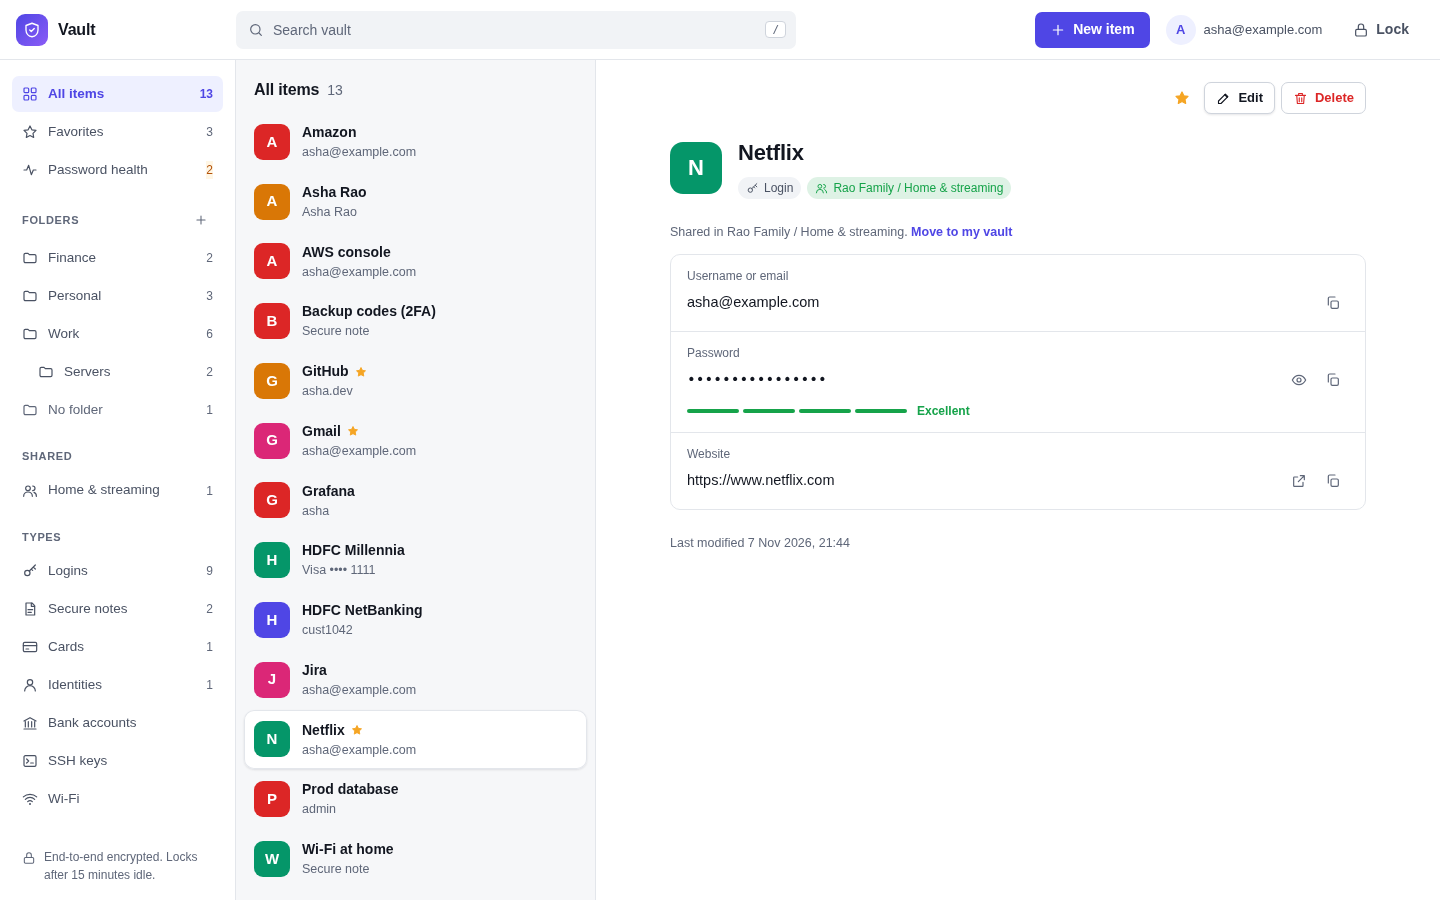 Vault
Search vault
/
New item
A
asha@example.com
Lock
All items 13
Favorites 3
Password health 2
FOLDERS
Finance 2
Personal 3
Work 6
Servers 2
No folder 1
SHARED
Home & streaming 1
TYPES
Logins 9
Secure notes 2
Cards 1
Identities 1
Bank accounts
SSH keys
Wi-Fi
End-to-end encrypted. Locks
after 15 minutes idle.
All items 13
A
Amazon
asha@example.com
A
Asha Rao
Asha Rao
A
AWS console
asha@example.com
B
Backup codes (2FA)
Secure note
G
GitHub
asha.dev
G
Gmail
asha@example.com
G
Grafana
asha
H
HDFC Millennia
Visa •••• 1111
H
HDFC NetBanking
cust1042
J
Jira
asha@example.com
N
Netflix
asha@example.com
P
Prod database
admin
W
Wi-Fi at home
Secure note
Edit
Delete
N
Netflix
Login
Rao Family / Home & streaming
Shared in Rao Family / Home & streaming. Move to my vault
Username or email
asha@example.com
Password
••••••••••••••••
Excellent
Website
https://www.netflix.com
Last modified 7 Nov 2026, 21:44